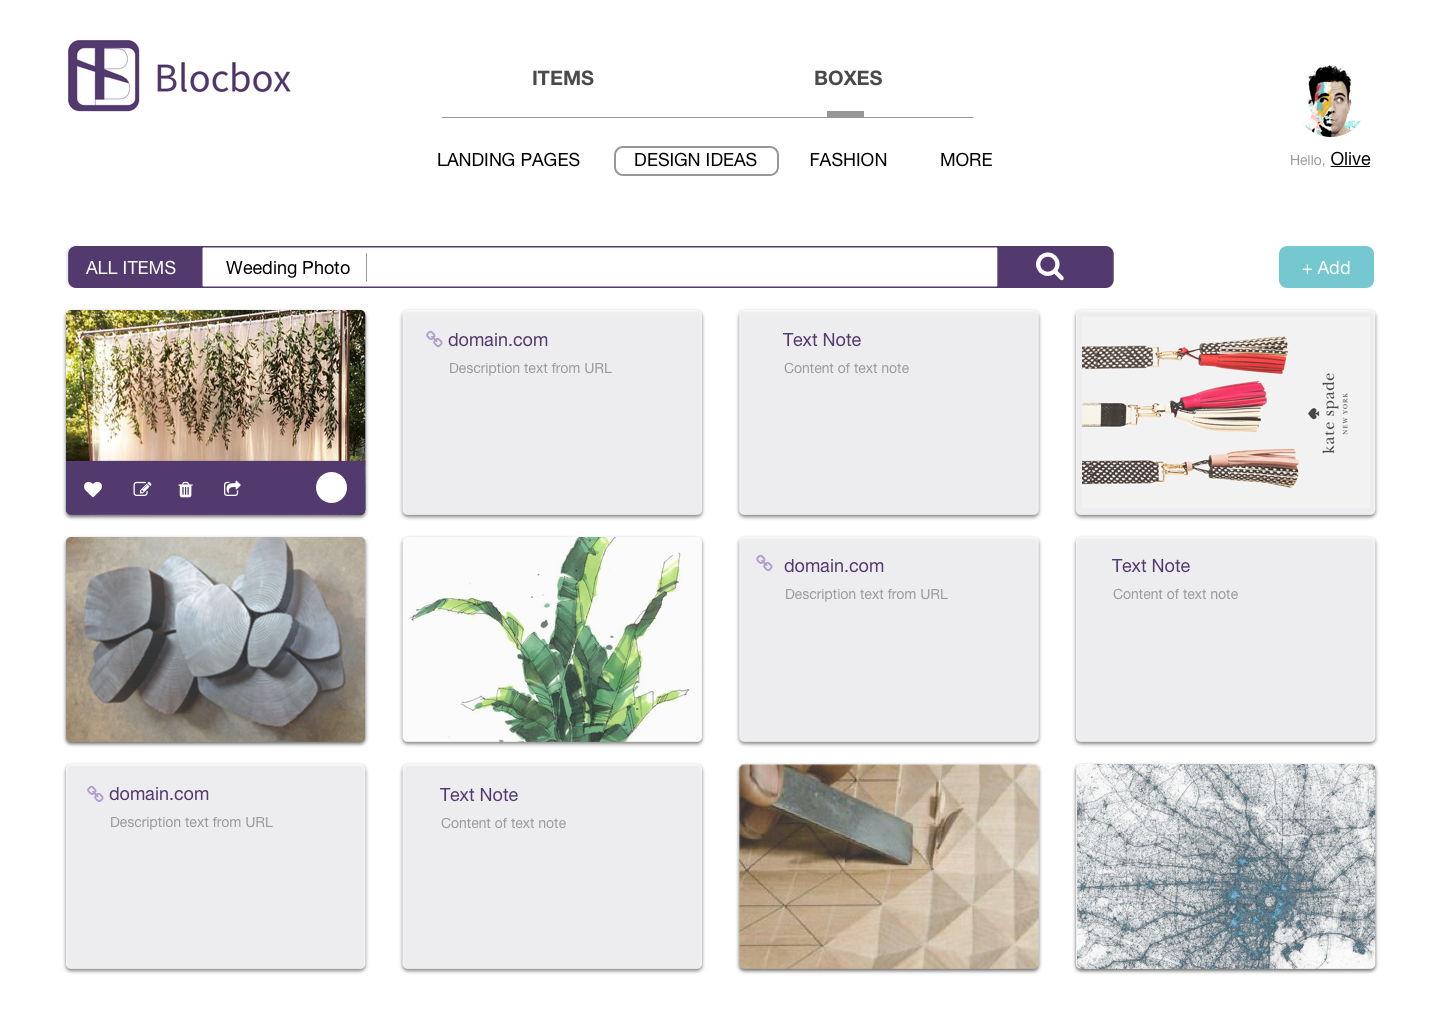 Blocbox
ITEMS
BOXES
LANDING PAGES
DESIGN IDEAS
FASHION
MORE
Hello, Olive
ALL ITEMS
Weeding Photo
+ Add
domain.com
Description text from URL
Text Note
Content of text note
kate spade
NEW YORK
domain.com
Description text from URL
Text Note
Content of text note
domain.com
Description text from URL
Text Note
Content of text note